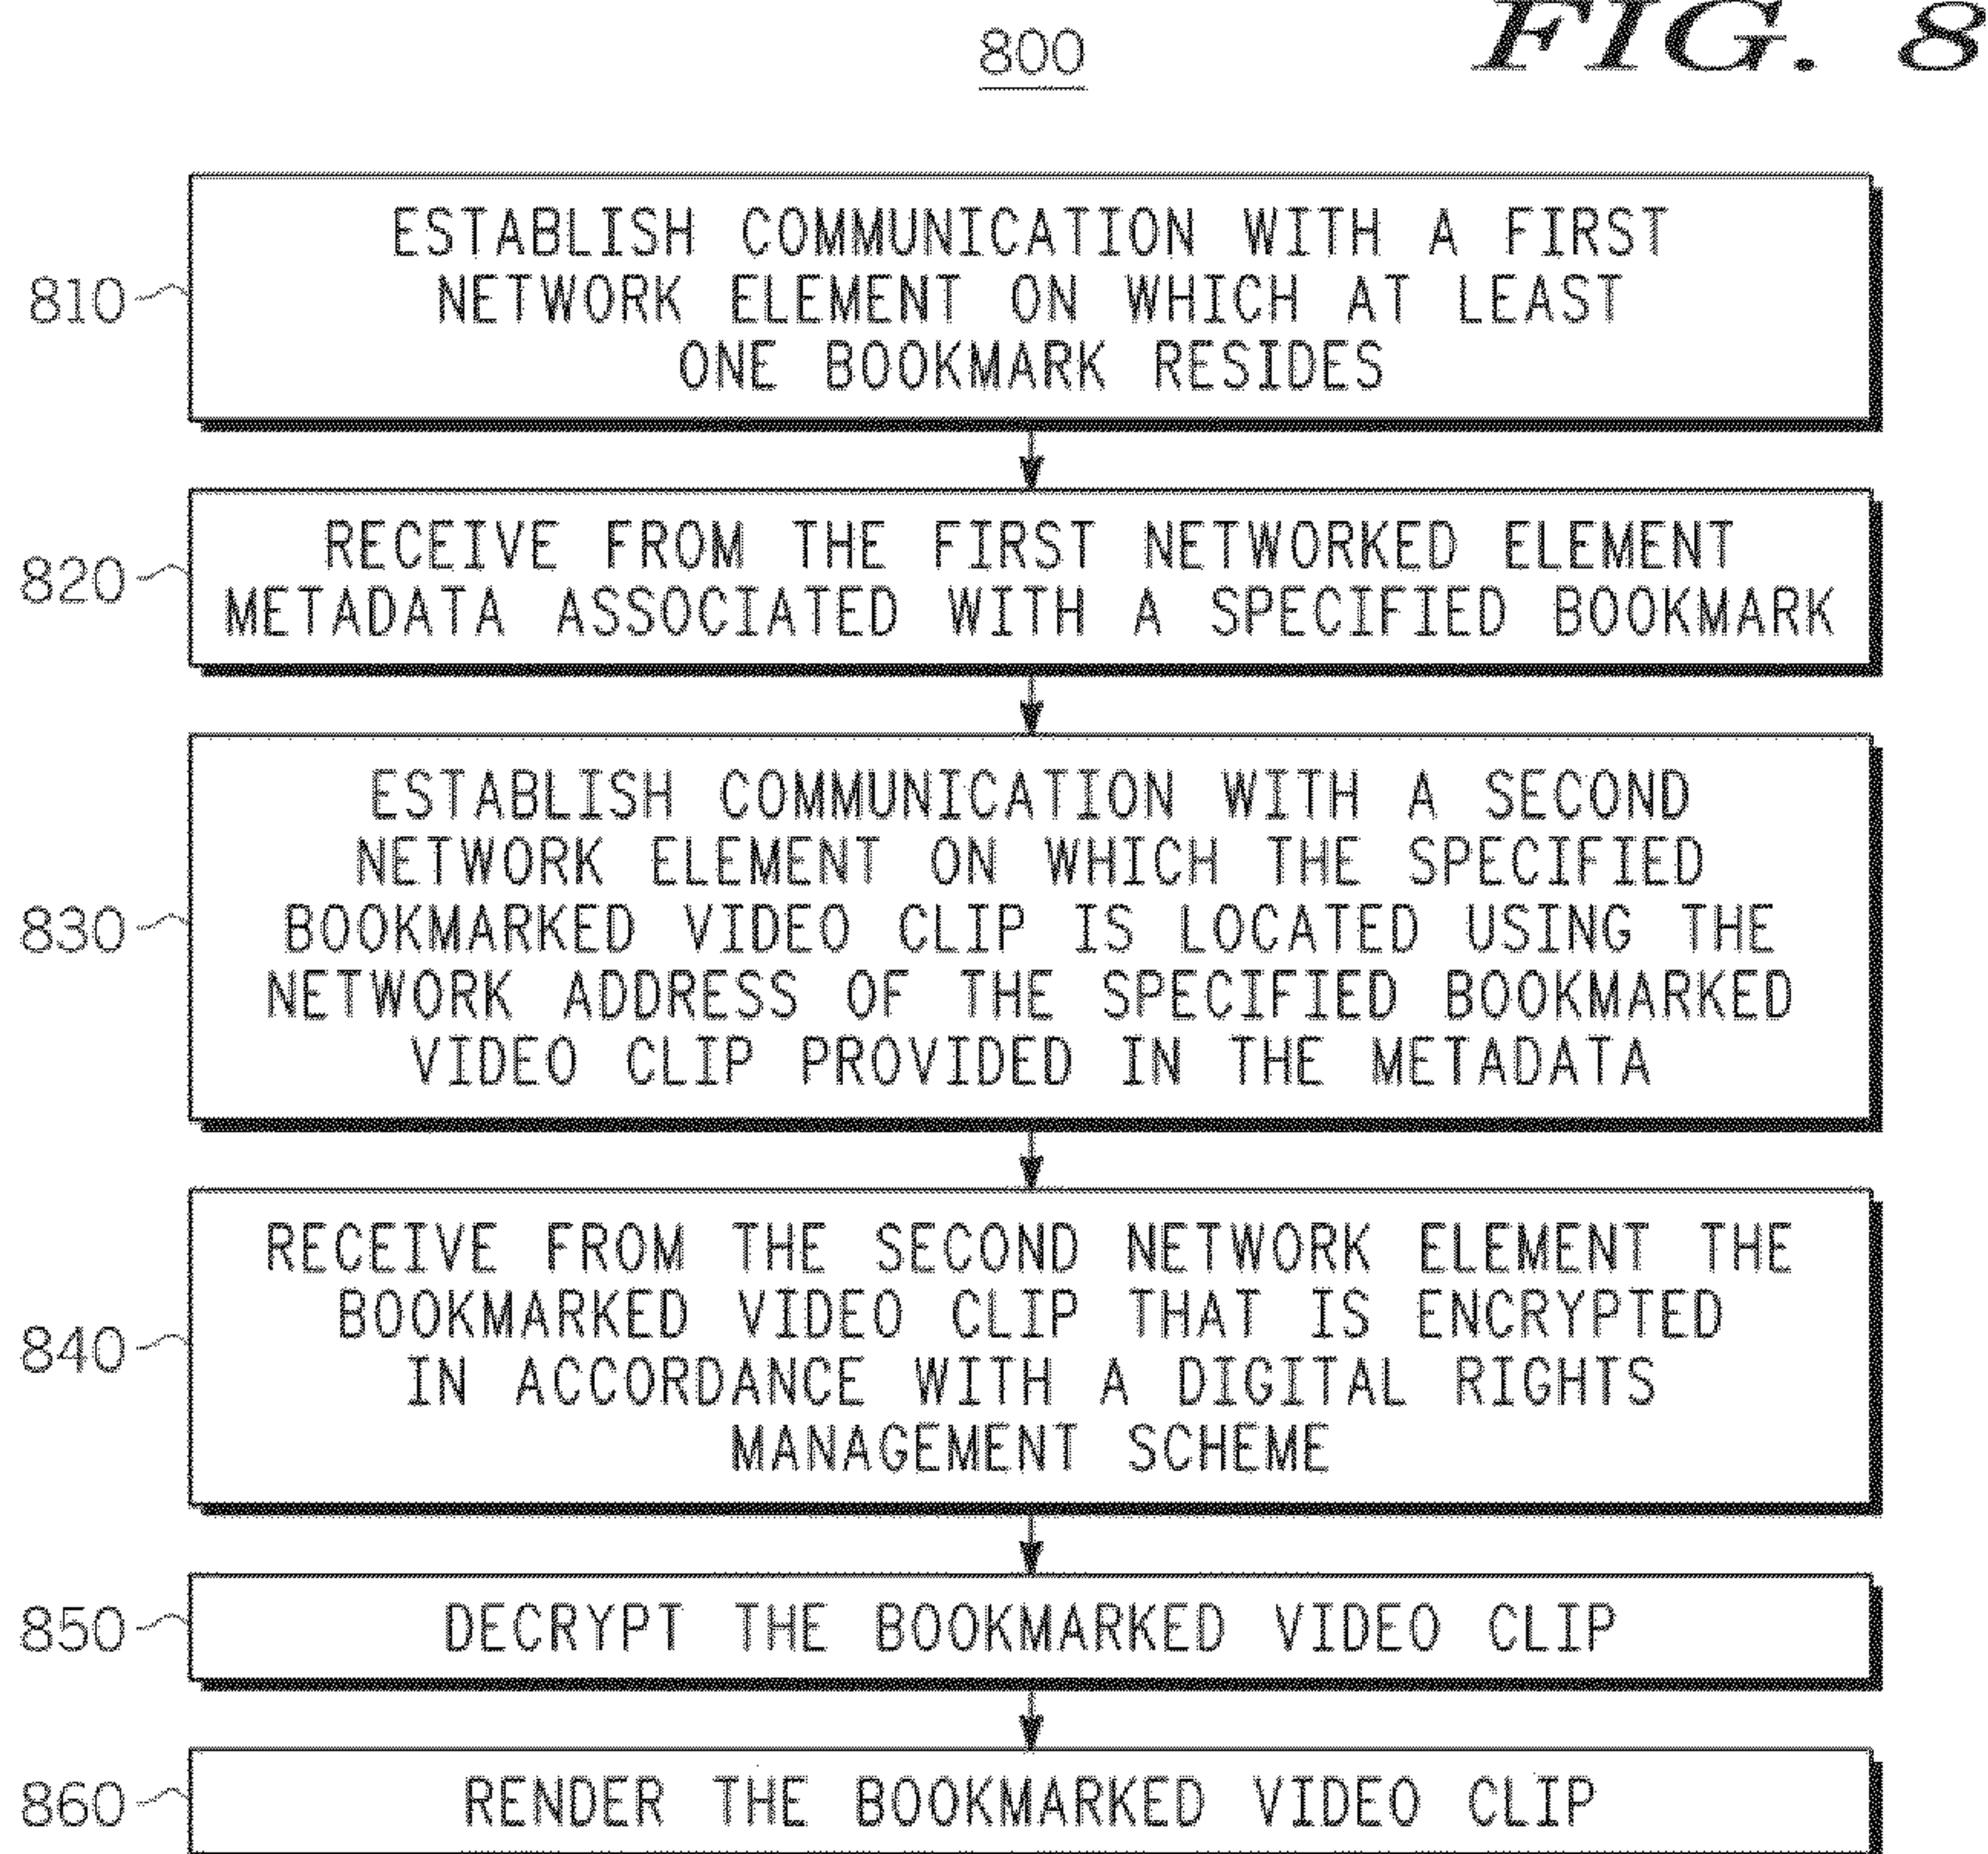 800
FIG. 8
810
ESTABLISH COMMUNICATION WITH A FIRST
NETWORK ELEMENT ON WHICH AT LEAST
ONE BOOKMARK RESIDES
820
RECEIVE FROM THE FIRST NETWORKED ELEMENT
METADATA ASSOCIATED WITH A SPECIFIED BOOKMARK
830
ESTABLISH COMMUNICATION WITH A SECOND
NETWORK ELEMENT ON WHICH THE SPECIFIED
BOOKMARKED VIDEO CLIP IS LOCATED USING THE
NETWORK ADDRESS OF THE SPECIFIED BOOKMARKED
VIDEO CLIP PROVIDED IN THE METADATA
840
RECEIVE FROM THE SECOND NETWORK ELEMENT THE
BOOKMARKED VIDEO CLIP THAT IS ENCRYPTED
IN ACCORDANCE WITH A DIGITAL RIGHTS
MANAGEMENT SCHEME
850
DECRYPT THE BOOKMARKED VIDEO CLIP
860
RENDER THE BOOKMARKED VIDEO CLIP